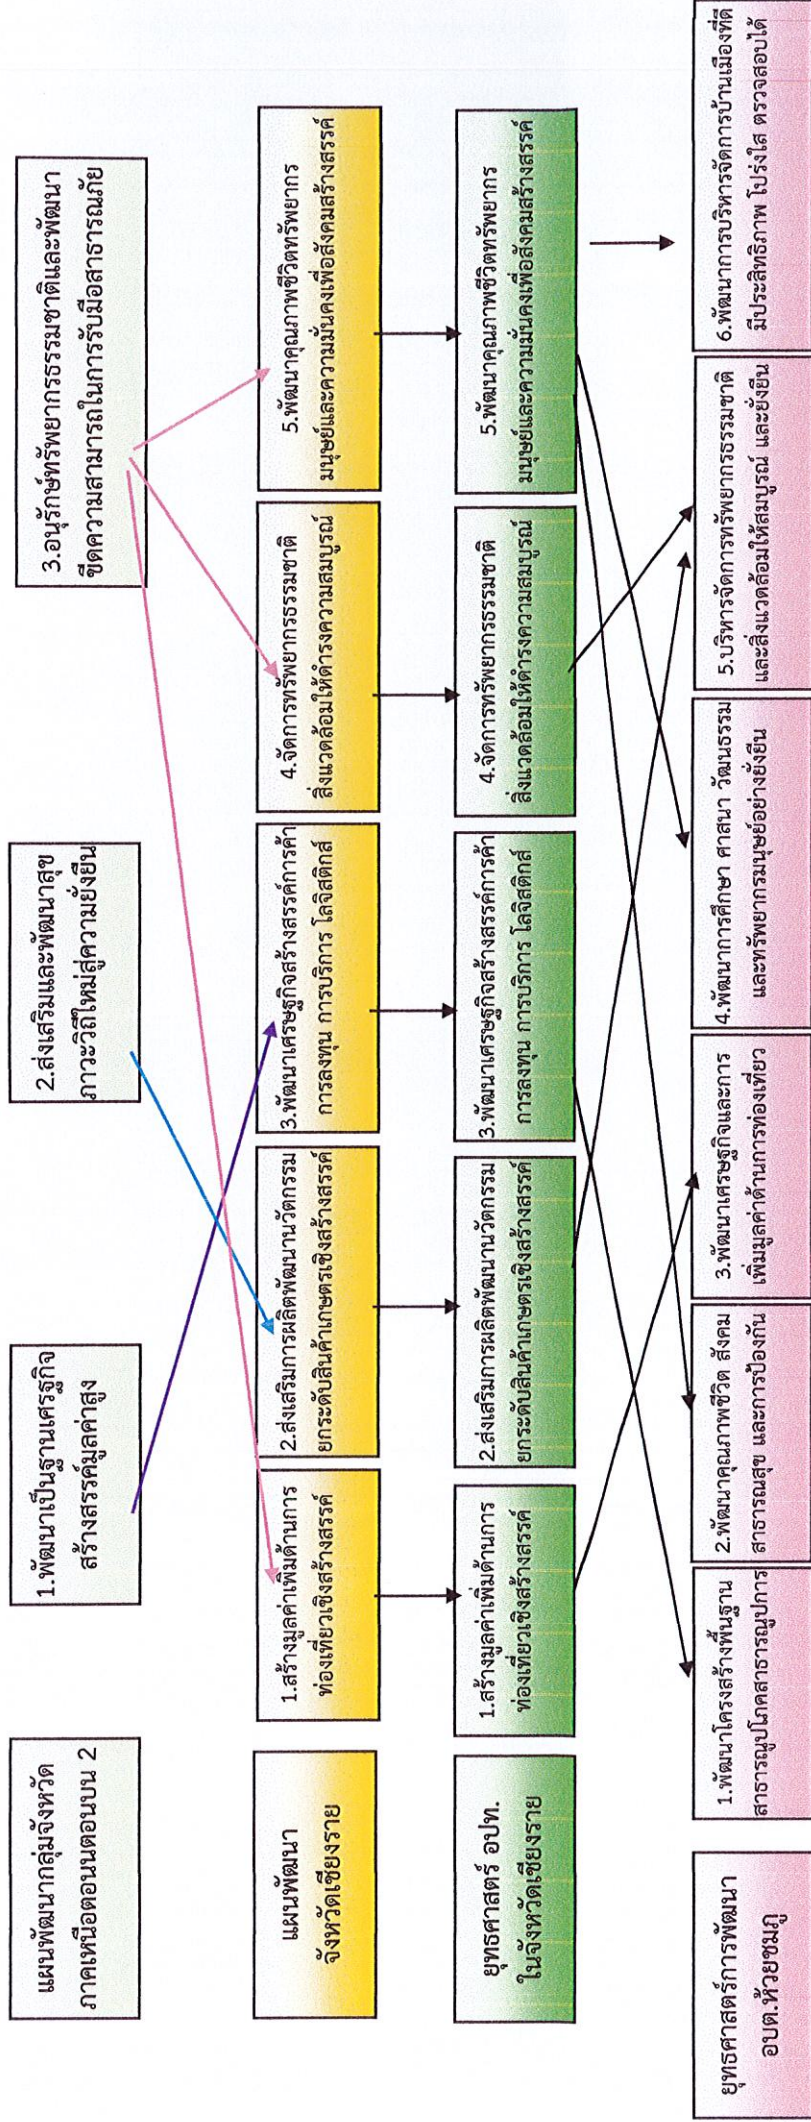 แผนพัฒนากลุ่มจังหวัด
ภาคเหนือตอนบนตอนบน 2
1.พัฒนาเป็นฐานเศรษฐกิจ
สร้างสรรค์มูลค่าสูง
2.ส่งเสริมและพัฒนาสุข
ภาวะวิถีใหม่สู่ความยั่งยืน
3.อนุรักษ์ทรัพยากรธรรมชาติและพัฒนา
ขีดความสามารถในการรับมือสาธารณภัย
แผนพัฒนา
จังหวัดเชียงราย
1.สร้างมูลค่าเพิ่มด้านการ
ท่องเที่ยวเชิงสร้างสรรค์
2.ส่งเสริมการผลิตพัฒนานวัตกรรม
ยกระดับสินค้าเกษตรเชิงสร้างสรรค์
3.พัฒนาเศรษฐกิจสร้างสรรค์การค้า
การลงทุน การบริการ โลจิสติกส์
4.จัดการทรัพยากรธรรมชาติ
สิ่งแวดล้อมให้ดำรงความสมบูรณ์
5.พัฒนาคุณภาพชีวิตทรัพยากร
มนุษย์และความมั่นคงเพื่อสังคมสร้างสรรค์
ยุทธศาสตร์ อปท.
ในจังหวัดเชียงราย
1.สร้างมูลค่าเพิ่มด้านการ
ท่องเที่ยวเชิงสร้างสรรค์
2.ส่งเสริมการผลิตพัฒนานวัตกรรม
ยกระดับสินค้าเกษตรเชิงสร้างสรรค์
3.พัฒนาเศรษฐกิจสร้างสรรค์การค้า
การลงทุน การบริการ โลจิสติกส์
4.จัดการทรัพยากรธรรมชาติ
สิ่งแวดล้อมให้ดำรงความสมบูรณ์
5.พัฒนาคุณภาพชีวิตทรัพยากร
มนุษย์และความมั่นคงเพื่อสังคมสร้างสรรค์
ยุทธศาสตร์การพัฒนา
อบต.ห้วยชมภู
1.พัฒนาโครงสร้างพื้นฐาน
สาธารณูปโภคสาธารณูปการ
2.พัฒนาคุณภาพชีวิต สังคม
สาธารณสุข และการป้องกัน
3.พัฒนาเศรษฐกิจและการ
เพิ่มมูลค่าด้านการท่องเที่ยว
4.พัฒนาการศึกษา ศาสนา วัฒนธรรม
และทรัพยากรมนุษย์อย่างยั่งยืน
5.บริหารจัดการทรัพยากรธรรมชาติ
และสิ่งแวดล้อมให้สมบูรณ์ และยั่งยืน
6.พัฒนาการบริหารจัดการบ้านเมืองที่ดี
มีประสิทธิภาพ โปร่งใส ตรวจสอบได้